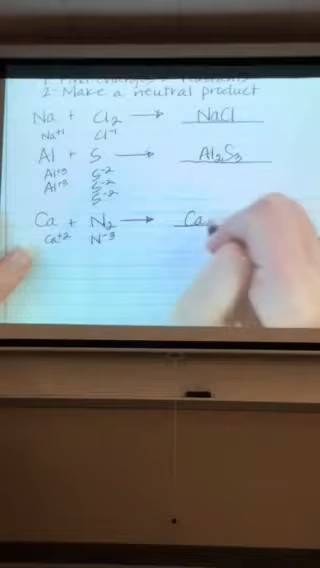 2. Make a neutral product
Na + Cl2 → NaCl
Na+1 Cl-1
Al + S → Al2S3
Al+3 S-2
Al+3 S-2
S-2
Ca + N2 → Ca
Ca+2 N-3